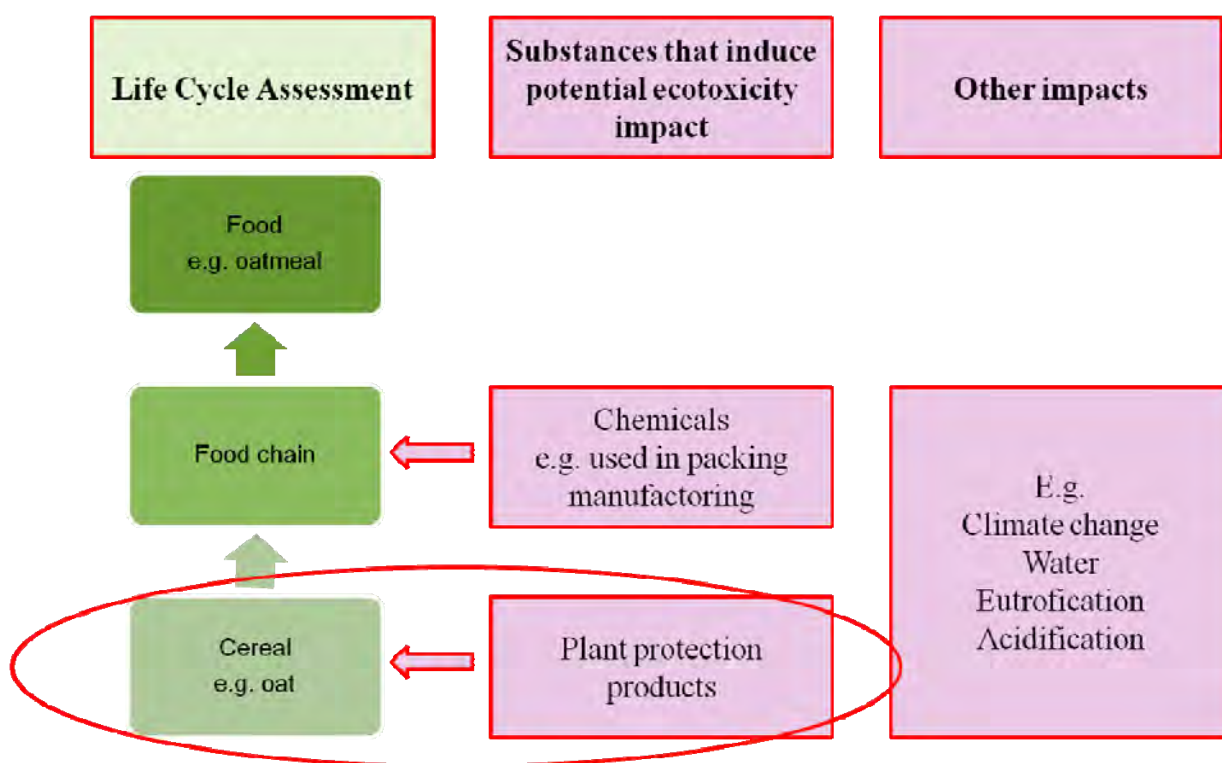 Life Cycle Assessment
Substances that induce
potential ecotoxicity
impact
Other impacts
Food
e.g. oatmeal
Food chain
Chemicals
e.g. used in packing
manufactoring
E.g.
Climate change
Water
Eutrofication
Acidification
Cereal
e.g. oat
Plant protection
products